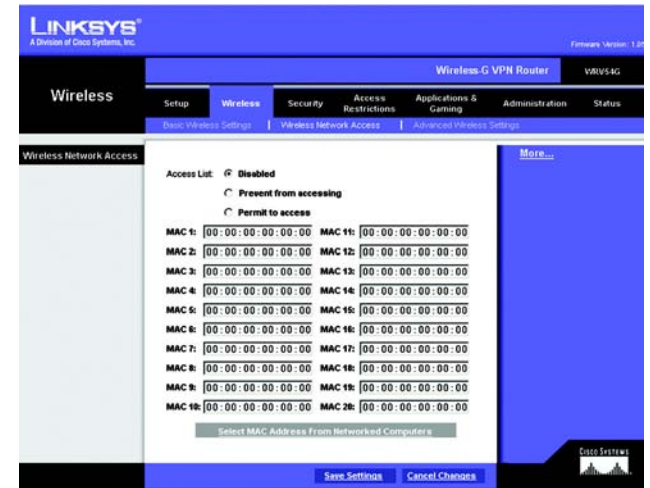 LINKSYS®
A Division of Cisco Systems, Inc.
Firmware Version: 1.05
Wireless-G VPN Router WRV54G
Wireless
Setup Wireless Security Access Restrictions Applications & Gaming Administration Status
Basic Wireless Settings | Wireless Network Access | Advanced Wireless Settings
Wireless Network Access
More...
Access List: Disabled
Prevent from accessing
Permit to access
MAC 1: 00:00:00:00:00:00 MAC 11: 00:00:00:00:00:00
MAC 2: 00:00:00:00:00:00 MAC 12: 00:00:00:00:00:00
MAC 3: 00:00:00:00:00:00 MAC 13: 00:00:00:00:00:00
MAC 4: 00:00:00:00:00:00 MAC 14: 00:00:00:00:00:00
MAC 5: 00:00:00:00:00:00 MAC 15: 00:00:00:00:00:00
MAC 6: 00:00:00:00:00:00 MAC 16: 00:00:00:00:00:00
MAC 7: 00:00:00:00:00:00 MAC 17: 00:00:00:00:00:00
MAC 8: 00:00:00:00:00:00 MAC 18: 00:00:00:00:00:00
MAC 9: 00:00:00:00:00:00 MAC 19: 00:00:00:00:00:00
MAC 10: 00:00:00:00:00:00 MAC 20: 00:00:00:00:00:00
Select MAC Address From Networked Computers
Save Settings Cancel Changes
CISCO SYSTEMS